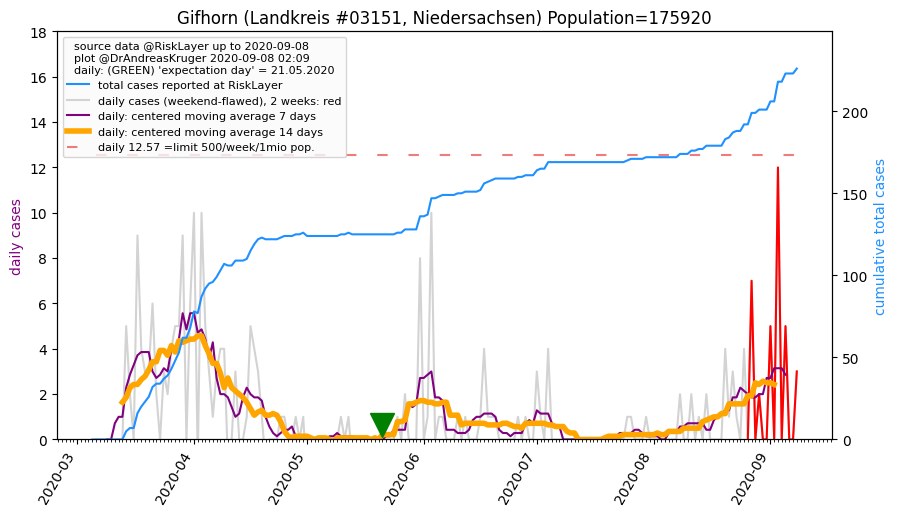 Gifhorn (Landkreis #03151, Niedersachsen) Population=175920
source data @RiskLayer up to 2020-09-08
plot @DrAndreasKruger 2020-09-08 02:09
daily: (GREEN) 'expectation day' = 21.05.2020
total cases reported at RiskLayer
daily cases (weekend-flawed), 2 weeks: red
daily: centered moving average 7 days
daily: centered moving average 14 days
daily 12.57 =limit 500/week/1mio pop.
daily cases
18
16
14
12
10
8
6
4
2
0
200
150
100
50
0
cumulative total cases
2020-03
2020-04
2020-05
2020-06
2020-07
2020-08
2020-09